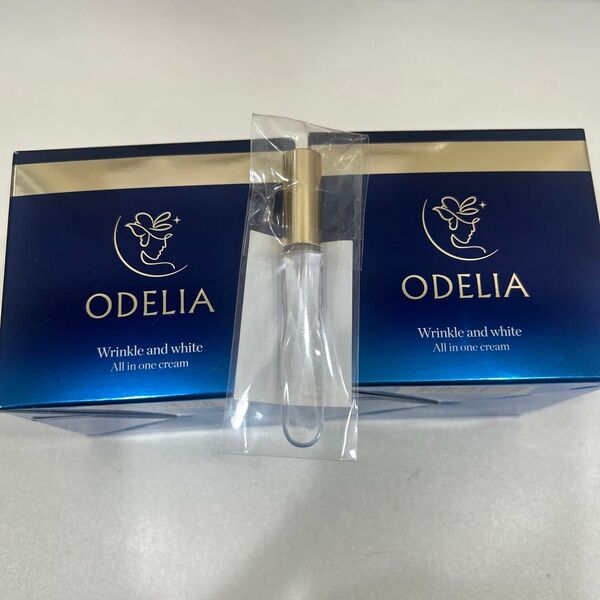 ODELIA
Wrinkle and white
All in one cream
ODELIA
Wrinkle and white
All in one cream